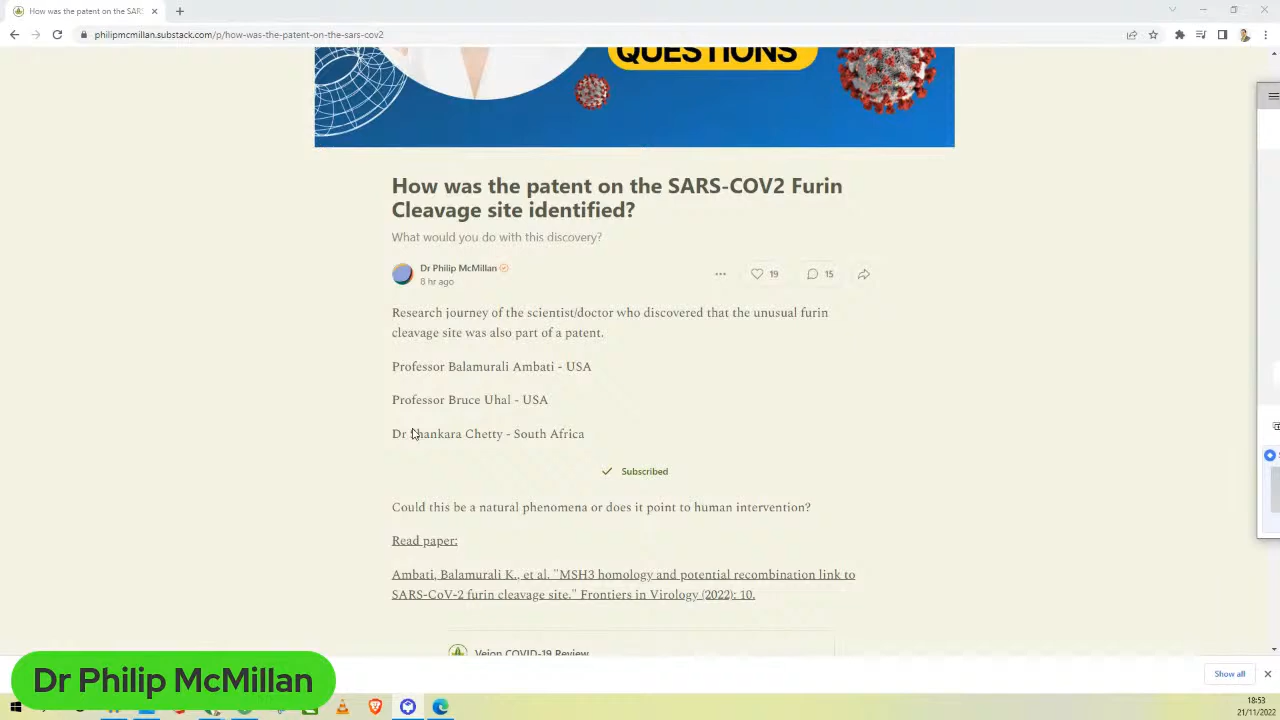 How was the patent on the SARS
philipmcmillan.substack.com/p/how-was-the-patent-on-the-sars-cov2
QUESTIONS
How was the patent on the SARS-COV2 Furin
Cleavage site identified?
What would you do with this discovery?
Dr Philip McMillan
8 hr ago
19
15
Research journey of the scientist/doctor who discovered that the unusual furin
cleavage site was also part of a patent.
Professor Balamurali Ambati - USA
Professor Bruce Uhal - USA
Dr Shankara Chetty - South Africa
Subscribed
Could this be a natural phenomena or does it point to human intervention?
Read paper:
Ambati, Balamurali K., et al. "MSH3 homology and potential recombination link to
SARS-CoV-2 furin cleavage site." Frontiers in Virology (2022): 10.
Vejon COVID-19 Review
Show all
Dr Philip McMillan
18:53
21/11/2022